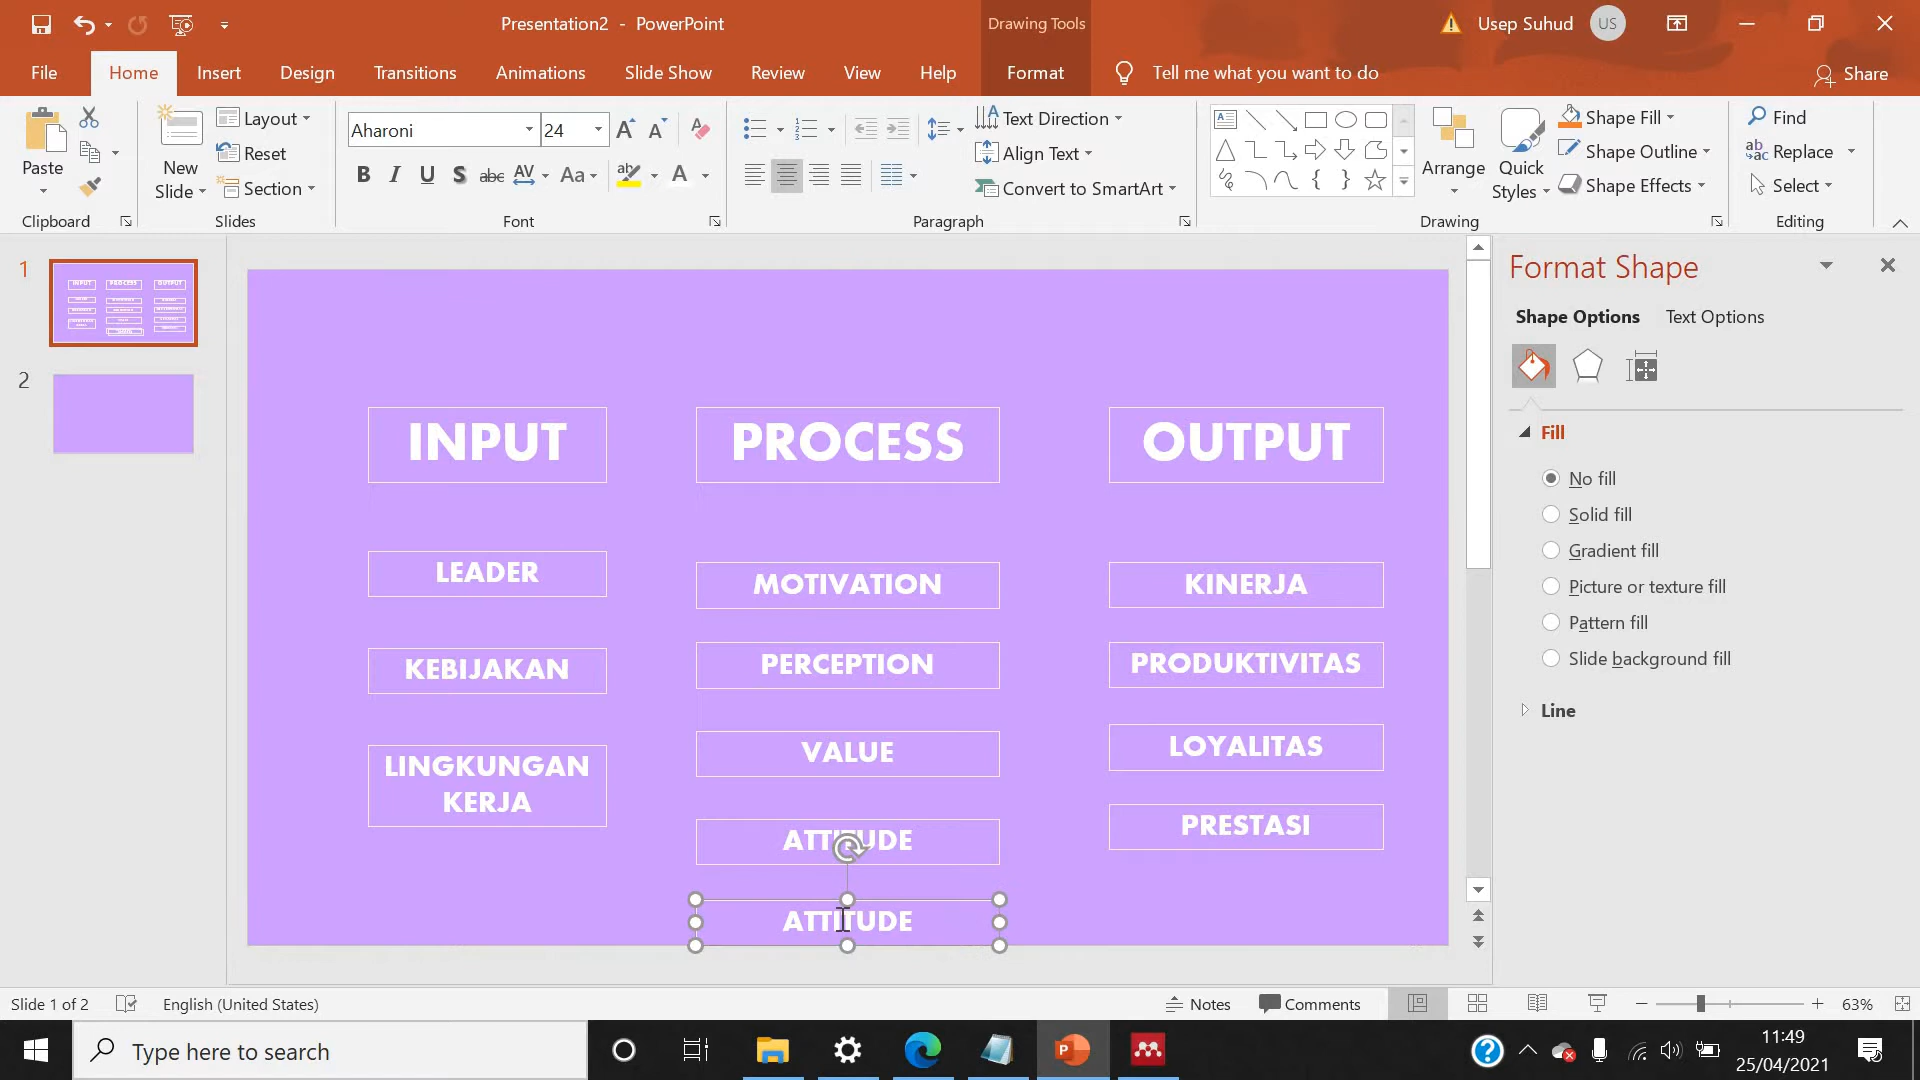 Presentation2 - PowerPoint
Drawing Tools
Usep Suhud
US
File
Home
Insert
Design
Transitions
Animations
Slide Show
Review
View
Help
Format
Tell me what you want to do
Share
Paste
Clipboard
New Slide
Layout
Reset
Section
Slides
Aharoni
24
B I U S abc AV Aa A
Font
Text Direction
Align Text
Convert to SmartArt
Paragraph
Arrange
Quick Styles
Shape Fill
Shape Outline
Shape Effects
Drawing
Find
Replace
Select
Editing
1
2
INPUT
PROCESS
OUTPUT
LEADER
KEBIJAKAN
LINGKUNGAN
KERJA
MOTIVATION
PERCEPTION
VALUE
ATTITUDE
ATTITUDE
KINERJA
PRODUKTIVITAS
LOYALITAS
PRESTASI
Format Shape
Shape Options
Text Options
Fill
No fill
Solid fill
Gradient fill
Picture or texture fill
Pattern fill
Slide background fill
Line
Slide 1 of 2
English (United States)
Notes
Comments
63%
Type here to search
11:49
25/04/2021